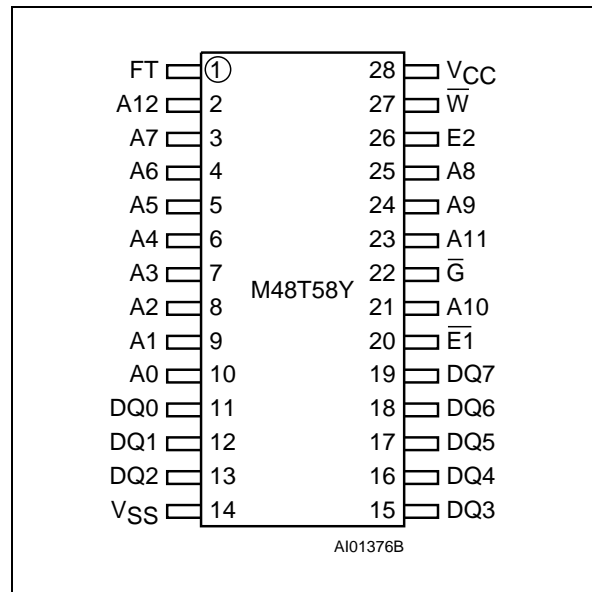 FT 1 28 VCC
A12 2 27 W̅
A7 3 26 E2
A6 4 25 A8
A5 5 24 A9
A4 6 23 A11
A3 7 22 G̅
M48T58Y
A2 8 21 A10
A1 9 20 E̅1̅
A0 10 19 DQ7
DQ0 11 18 DQ6
DQ1 12 17 DQ5
DQ2 13 16 DQ4
VSS 14 15 DQ3
AI01376B